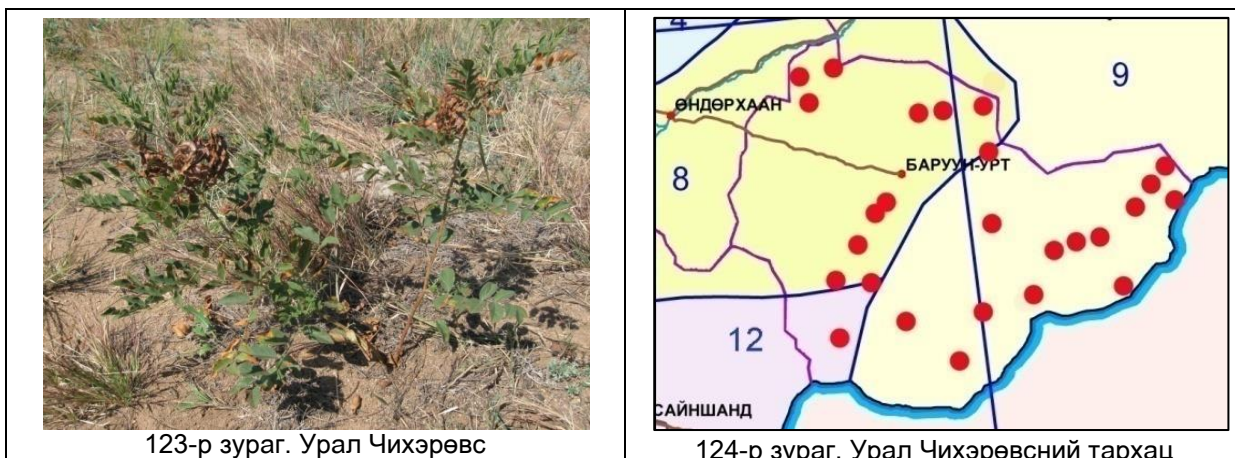 4
9
ӨНДӨРХААН
БАРУУН-УРТ
8
12
САЙНШАНД
123-р зураг. Урал Чихэрөвс
124-р зураг. Урал Чихэрөвсний тархац